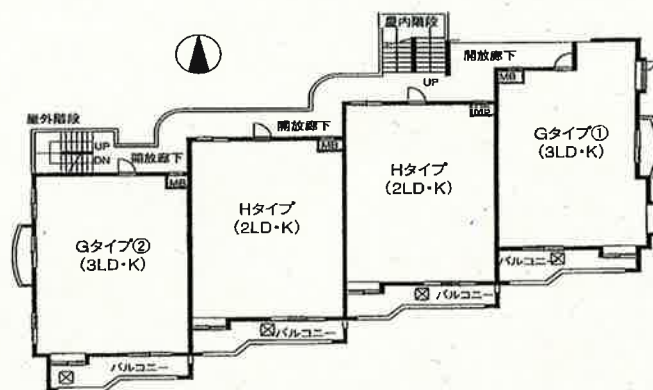 屋内階段
開放廊下
UP
MB
Gタイプ①
(3LD・K)
MB
屋外階段
UP
DN
開放廊下
開放廊下
MB
Hタイプ
(2LD・K)
Hタイプ
(2LD・K)
MB
Gタイプ②
(3LD・K)
バルコニー
バルコニー
バルコニー
バルコニー